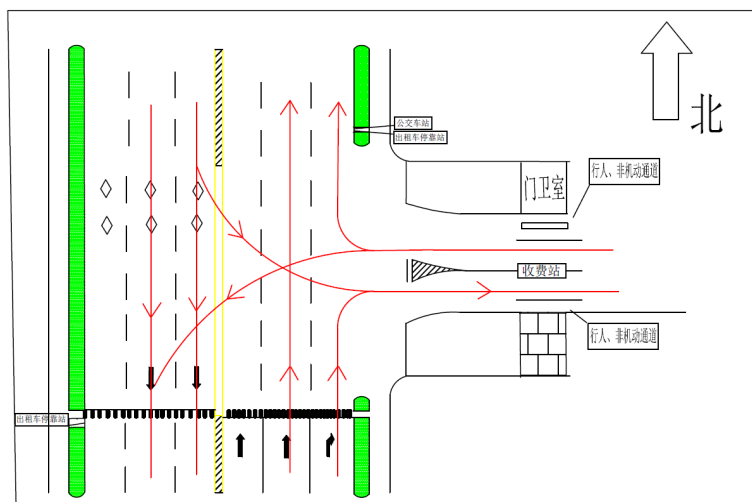 北
公交车站
出租车停靠站
行人、非机动通道
门卫室
收费站
行人、非机动通道
出租车停靠站